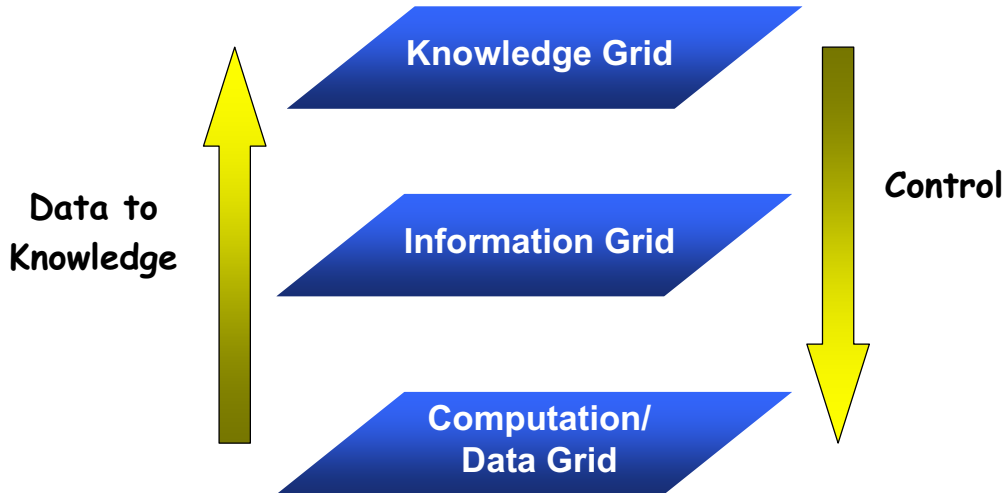 Knowledge Grid
Data to
Knowledge
Control
Information Grid
Computation/
Data Grid